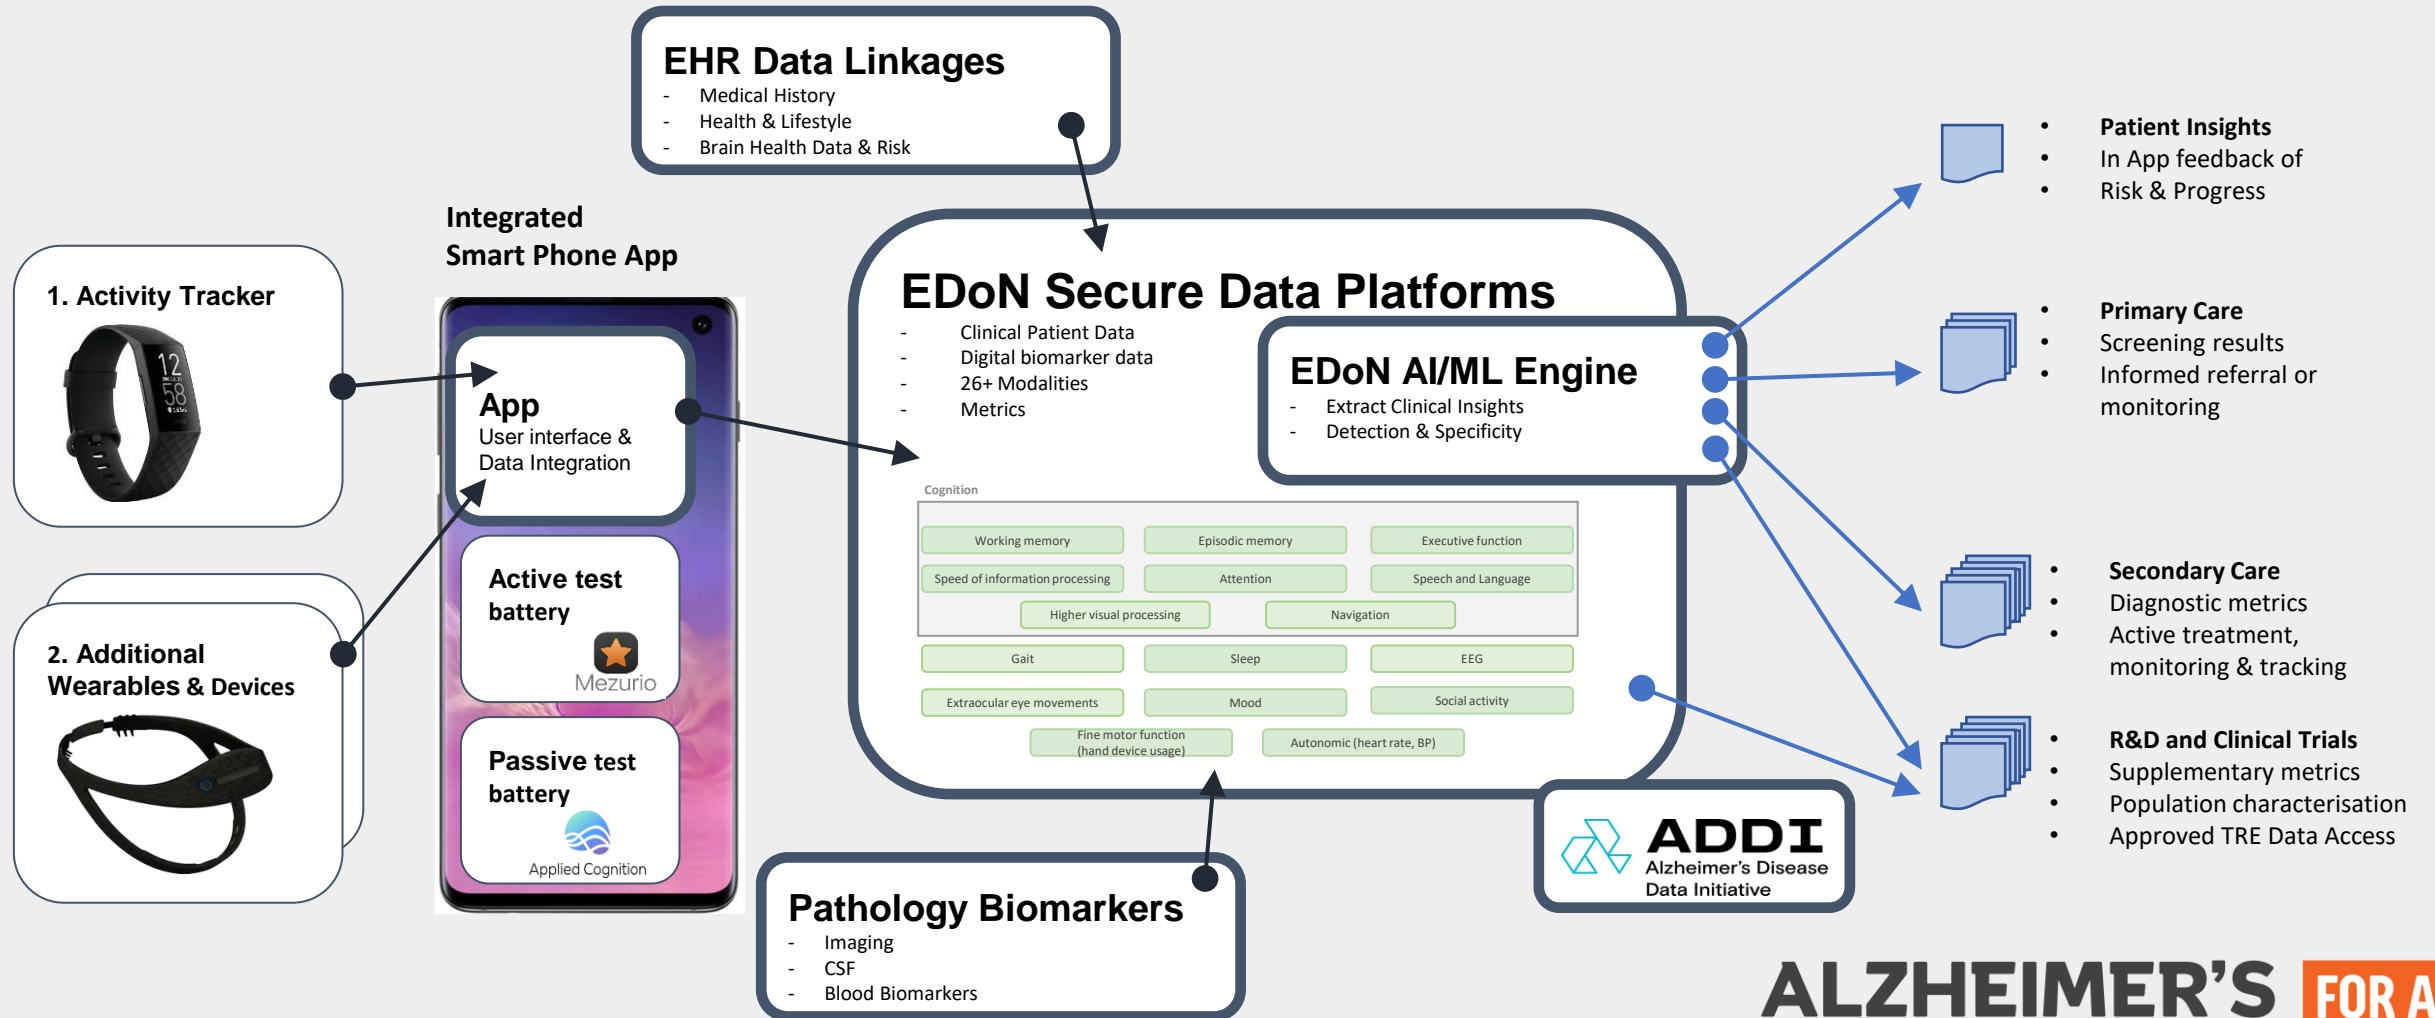 EHR Data Linkages
- Medical History
- Health & Lifestyle
- Brain Health Data & Risk
Integrated
Smart Phone App
1. Activity Tracker
12
58
2. Additional
Wearables & Devices
App
User interface &
Data Integration
Active test
battery
Mezurio
Passive test
battery
Applied Cognition
EDoN Secure Data Platforms
- Clinical Patient Data
- Digital biomarker data
- 26+ Modalities
- Metrics
EDoN AI/ML Engine
- Extract Clinical Insights
- Detection & Specificity
Cognition
Working memory
Episodic memory
Executive function
Speed of information processing
Attention
Speech and Language
Higher visual processing
Navigation
Gait
Sleep
EEG
Extraocular eye movements
Mood
Social activity
Fine motor function
(hand device usage)
Autonomic (heart rate, BP)
Pathology Biomarkers
- Imaging
- CSF
- Blood Biomarkers
ADDI
Alzheimer's Disease
Data Initiative
• Patient Insights
• In App feedback of
• Risk & Progress
• Primary Care
• Screening results
• Informed referral or
monitoring
• Secondary Care
• Diagnostic metrics
• Active treatment,
monitoring & tracking
• R&D and Clinical Trials
• Supplementary metrics
• Population characterisation
• Approved TRE Data Access
ALZHEIMER'S FOR A